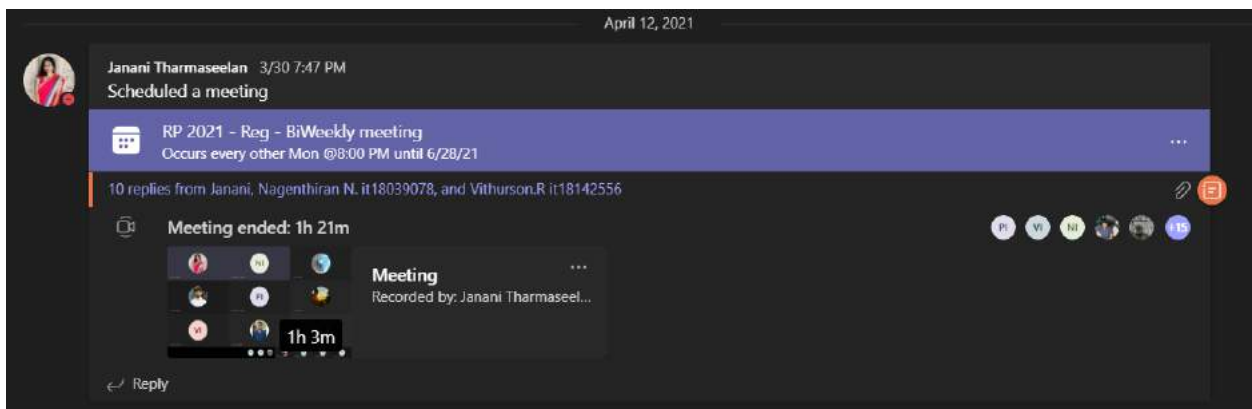 April 12, 2021
Janani Tharmaseelan 3/30 7:47 PM
Scheduled a meeting
RP 2021 - Reg - BiWeekly meeting
Occurs every other Mon @8:00 PM until 6/28/21
10 replies from Janani, Nagenthiran N. it18039078, and Vithurson.R it18142556
Meeting ended: 1h 21m
PI VI NI +15
NI
Meeting
Recorded by: Janani Tharmaseel...
PI
VI
1h 3m
Reply